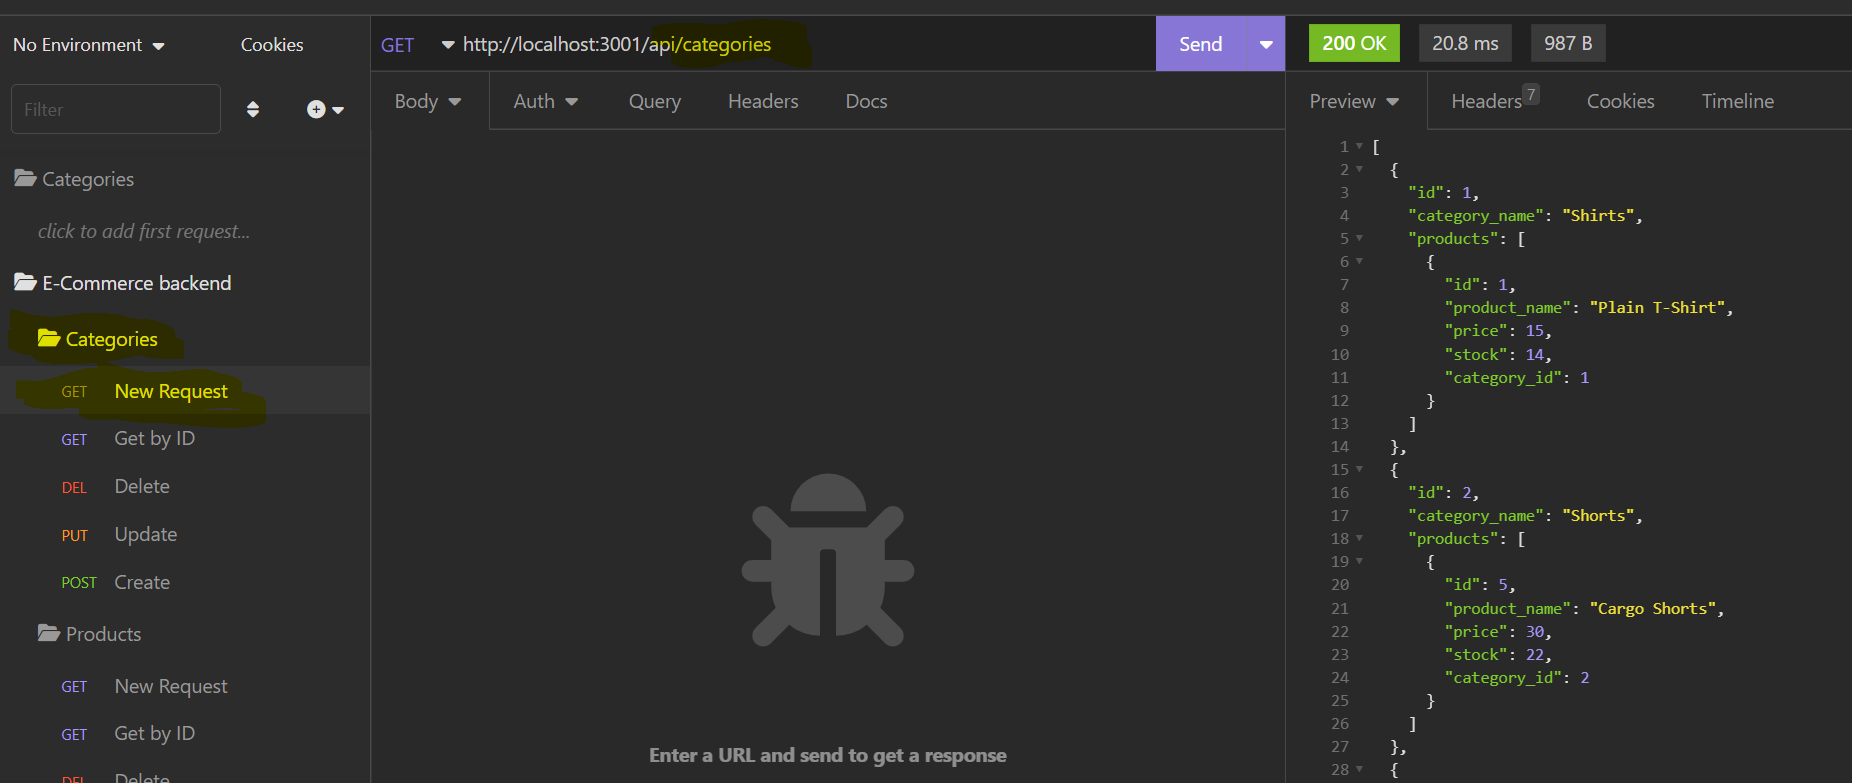 No Environment
Cookies
Filter
Categories
click to add first request...
E-Commerce backend
Categories
GET New Request
GET Get by ID
DEL Delete
PUT Update
POST Create
Products
GET New Request
GET Get by ID
DEL Delete
GET http://localhost:3001/api/categories
Send
Body Auth Query Headers Docs
Enter a URL and send to get a response
200 OK 20.8 ms 987 B
Preview Headers 7 Cookies Timeline
1 [
2 {
3 "id": 1,
4 "category_name": "Shirts",
5 "products": [
6 {
7 "id": 1,
8 "product_name": "Plain T-Shirt",
9 "price": 15,
10 "stock": 14,
11 "category_id": 1
12 }
13 ]
14 },
15 {
16 "id": 2,
17 "category_name": "Shorts",
18 "products": [
19 {
20 "id": 5,
21 "product_name": "Cargo Shorts",
22 "price": 30,
23 "stock": 22,
24 "category_id": 2
25 }
26 ]
27 },
28 {